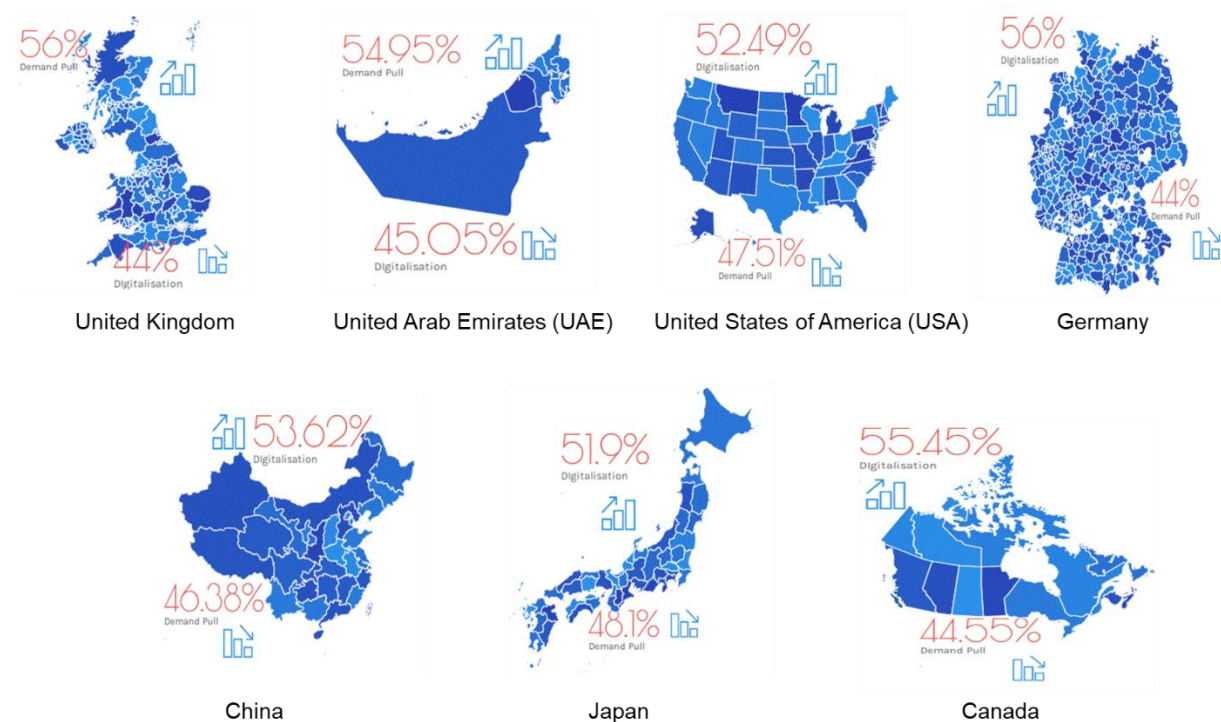 56%
Demand Pull
44%
DIgitalisation
United Kingdom
54.95%
Demand Pull
45.05%
DIgitalisation
United Arab Emirates (UAE)
52.49%
DIgitalisation
47.51%
Demand Pull
United States of America (USA)
56%
DIgitalisation
44%
Demand Pull
Germany
53.62%
DIgitalisation
46.38%
Demand Pull
China
51.9%
DIgitalisation
48.1%
Demand Pull
Japan
55.45%
DIgitalisation
44.55%
Demand Pull
Canada